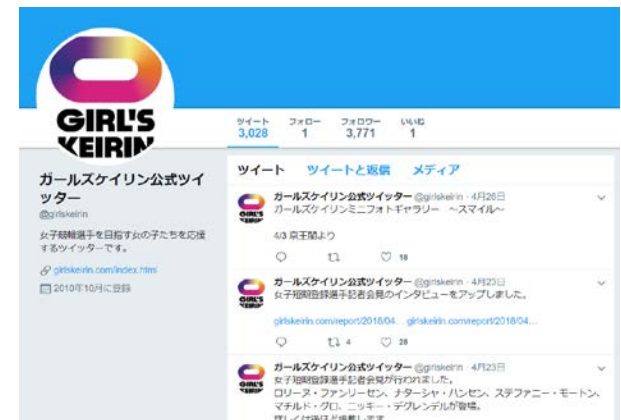 GIRL'S
KEIRIN
ツイート フォロー フォロワー いいね
3,028 1 3,771 1
ガールズケイリン公式ツイ
ッター
@girlskeirin
女子競輪選手を目指す女の子たちを応援
するツイッターです。
girlskeirin.com/index.html
2010年10月に登録
ツイート ツイートと返信 メディア
ガールズケイリン公式ツイッター @girlskeirin · 4月26日
ガールズケイリンミニフォトギャラリー ～スマイル～
4/3 京王閣より
18
ガールズケイリン公式ツイッター @girlskeirin · 4月23日
女子短期登録選手記者会見のインタビューをアップしました。
girlskeirin.com/report/2018/04... girlskeirin.com/report/2018/04...
4 28
ガールズケイリン公式ツイッター @girlskeirin · 4月23日
女子短期登録選手記者会見が行われました。
ロリーヌ・ファンリーセン、ナターシャ・ハンセン、ステファニー・モートン、
マチルド・グロ、ニッキー・デグレンデルが登場。
詳しくは後ほど掲載します。